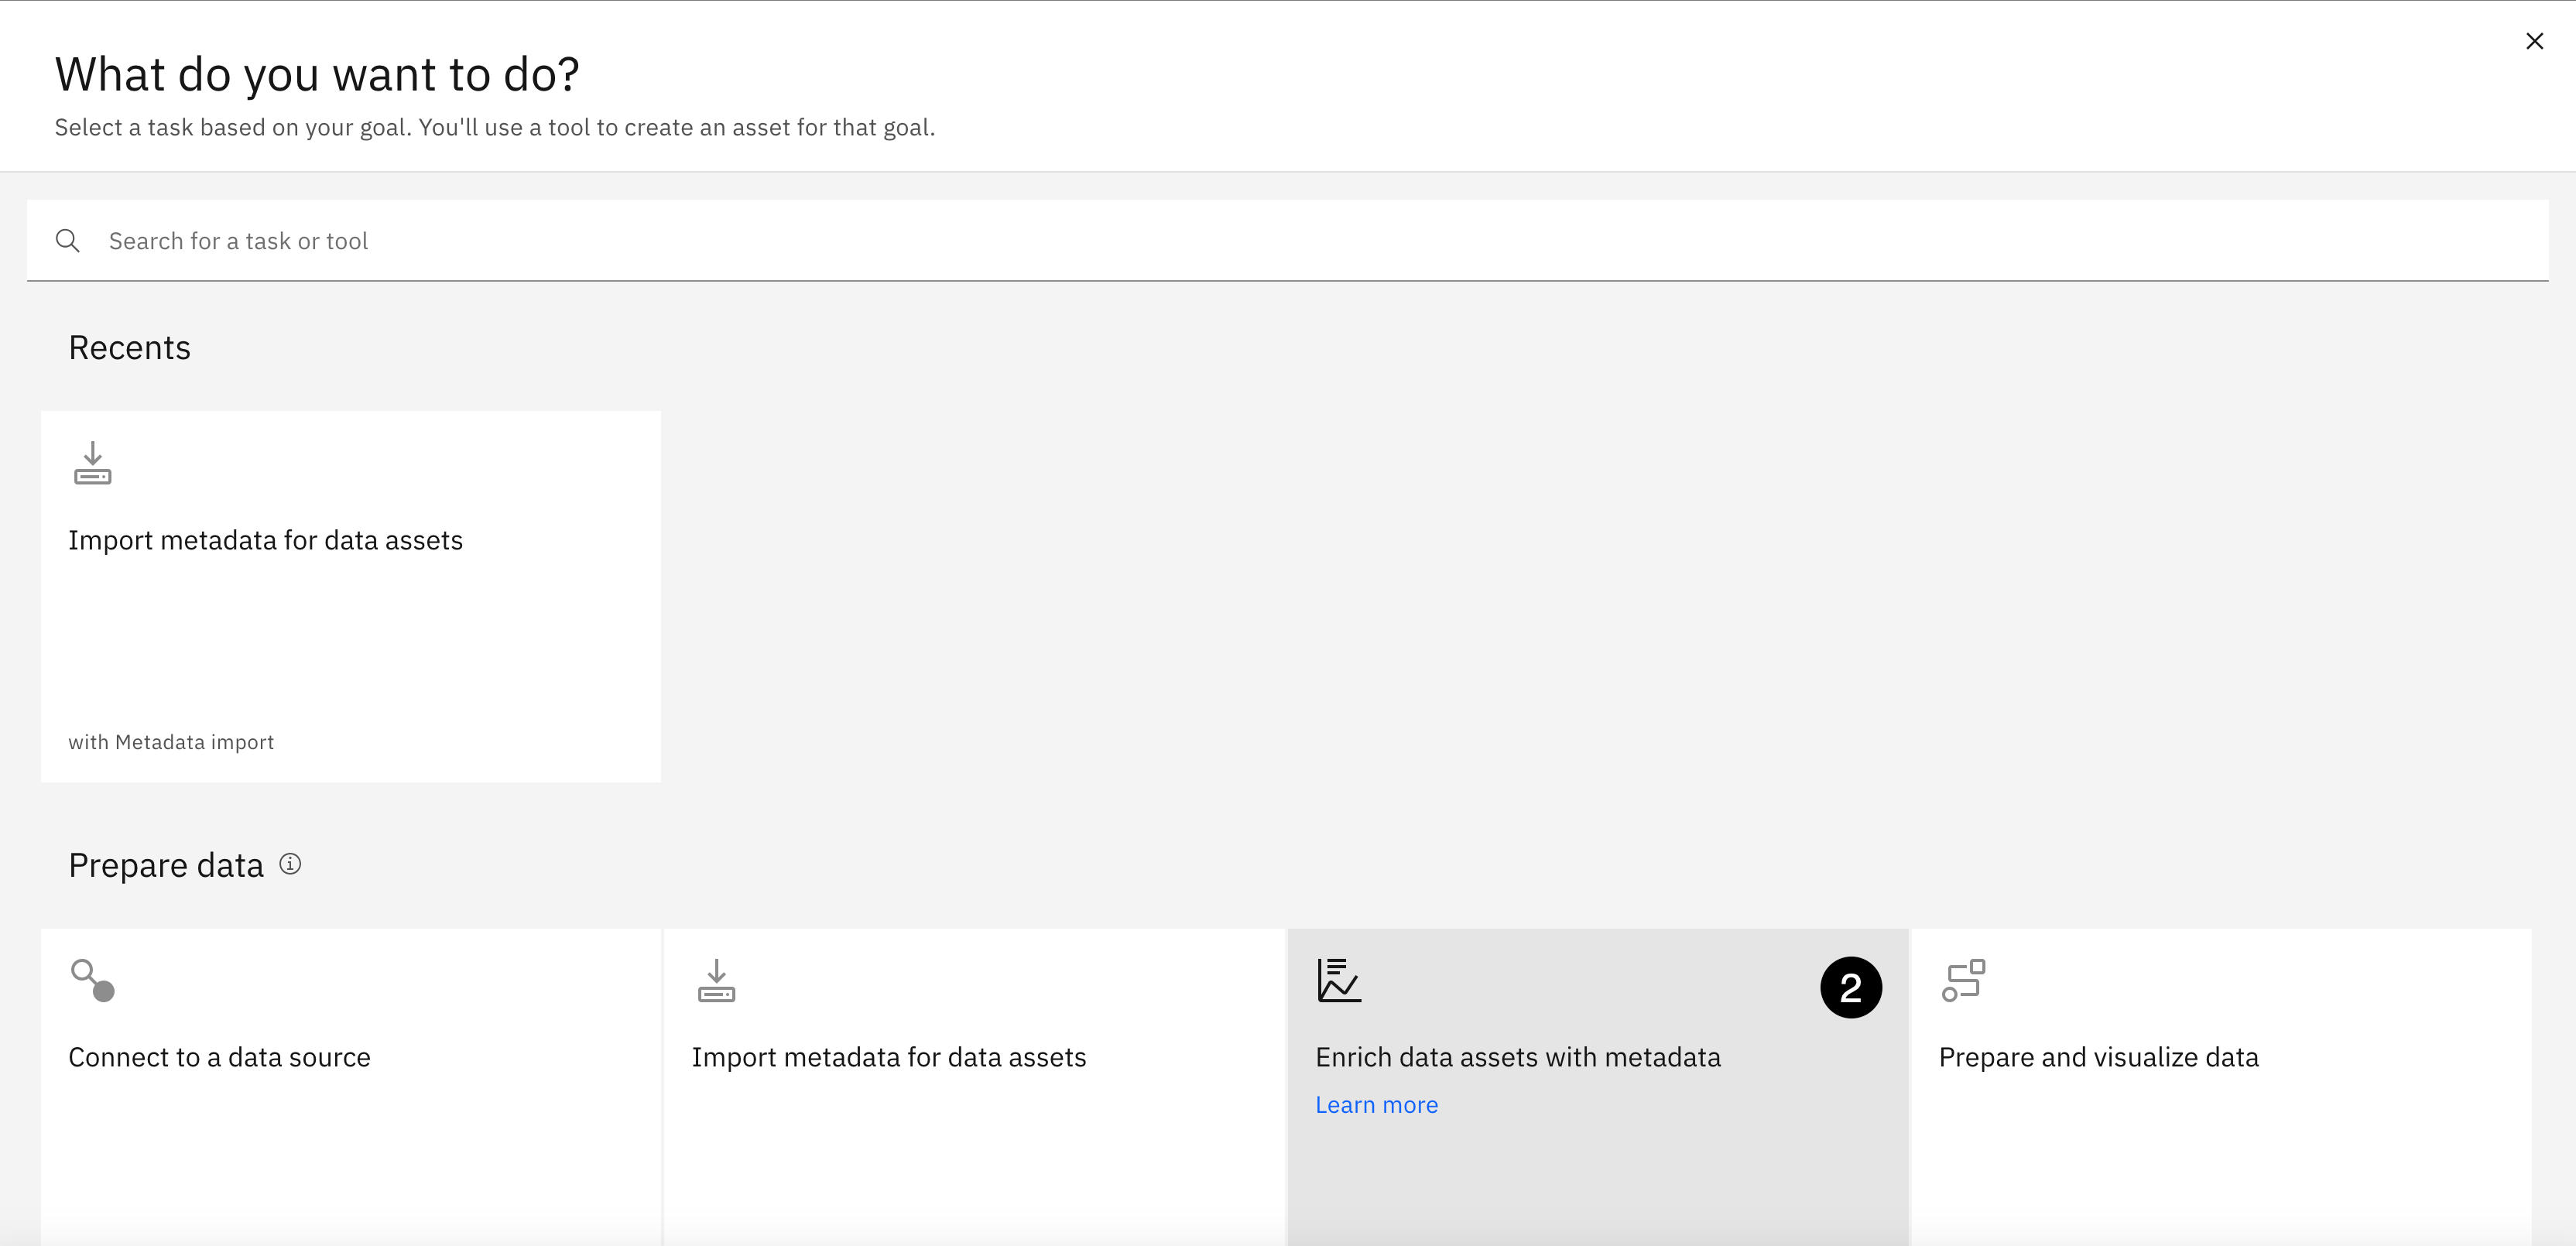 What do you want to do?
Select a task based on your goal. You'll use a tool to create an asset for that goal.
Search for a task or tool
Recents
Import metadata for data assets
with Metadata import
Prepare data
Connect to a data source
Import metadata for data assets
2
Enrich data assets with metadata
Learn more
Prepare and visualize data